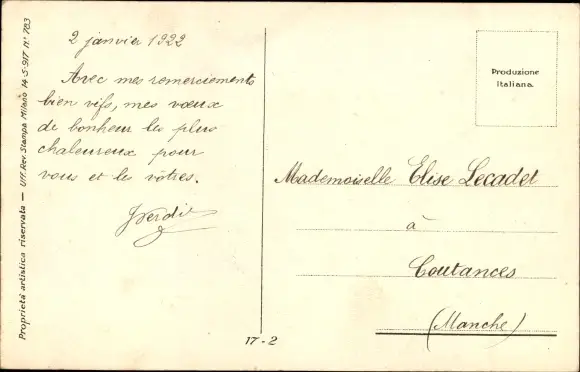 Proprietà artistica riservata — Uff. Rev. Stampa Milano 14-5-917 N.° 783
2 janvier 1922
Avec mes remerciements
bien vifs, mes vœux
de bonheur les plus
chaleureux pour
vous et les vôtres.
Produzione
Italiana.
Mademoiselle Elise Lecadet
à
Coutances
(Manche)
17-2